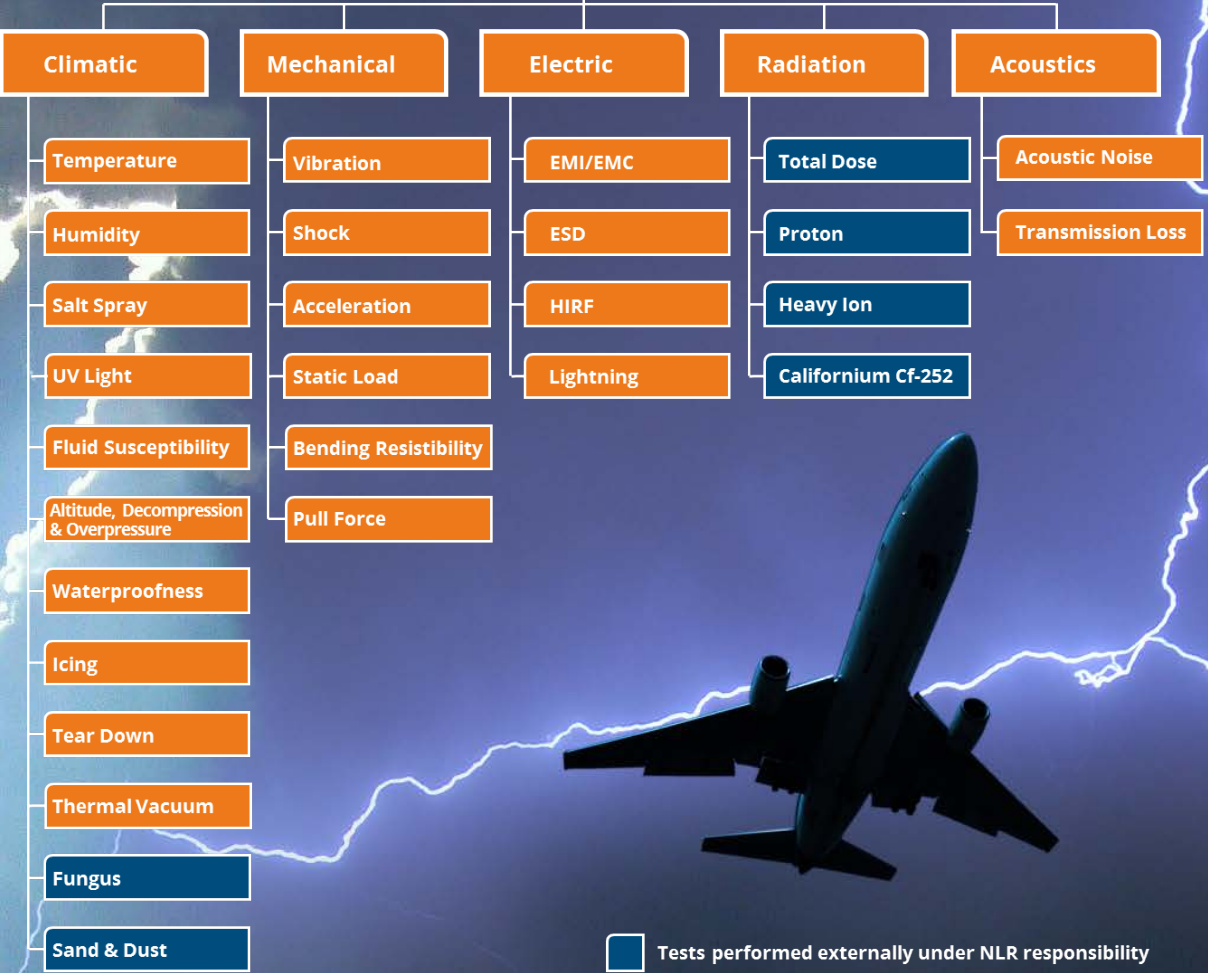 Climatic
Temperature
Humidity
Salt Spray
UV Light
Fluid Susceptibility
Altitude, Decompression
& Overpressure
Waterproofness
Icing
Tear Down
Thermal Vacuum
Fungus
Sand & Dust
Mechanical
Vibration
Shock
Acceleration
Static Load
Bending Resistibility
Pull Force
Electric
EMI/EMC
ESD
HIRF
Lightning
Radiation
Total Dose
Proton
Heavy Ion
Californium Cf-252
Acoustics
Acoustic Noise
Transmission Loss
Tests performed externally under NLR responsibility